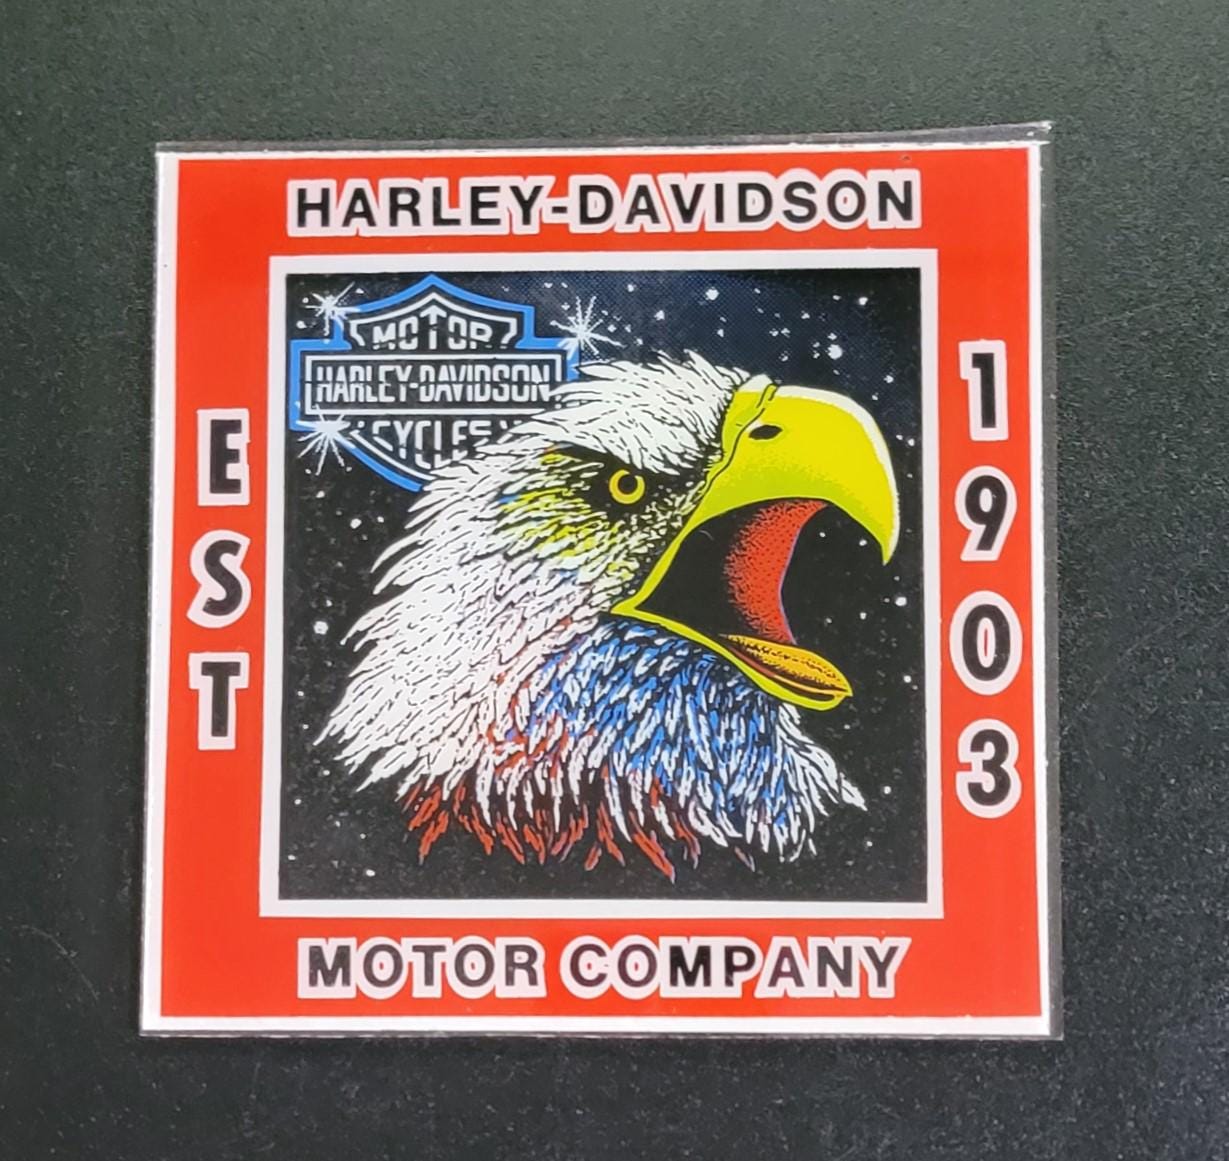 HARLEY-DAVIDSON
MOTOR
HARLEY-DAVIDSON
CYCLES
EST
1903
MOTOR COMPANY